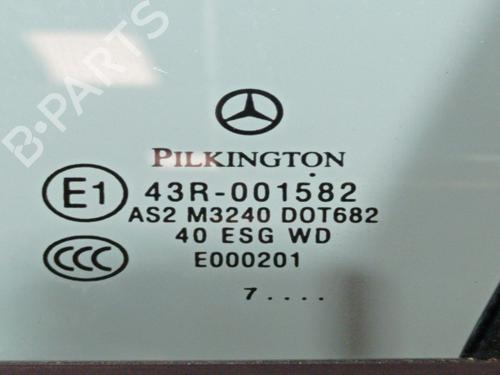 B-PARTS
PILKINGTON
E1 43R-001582
AS2 M3240 DOT682
40 ESG WD
CCC E000201
7 . . . .